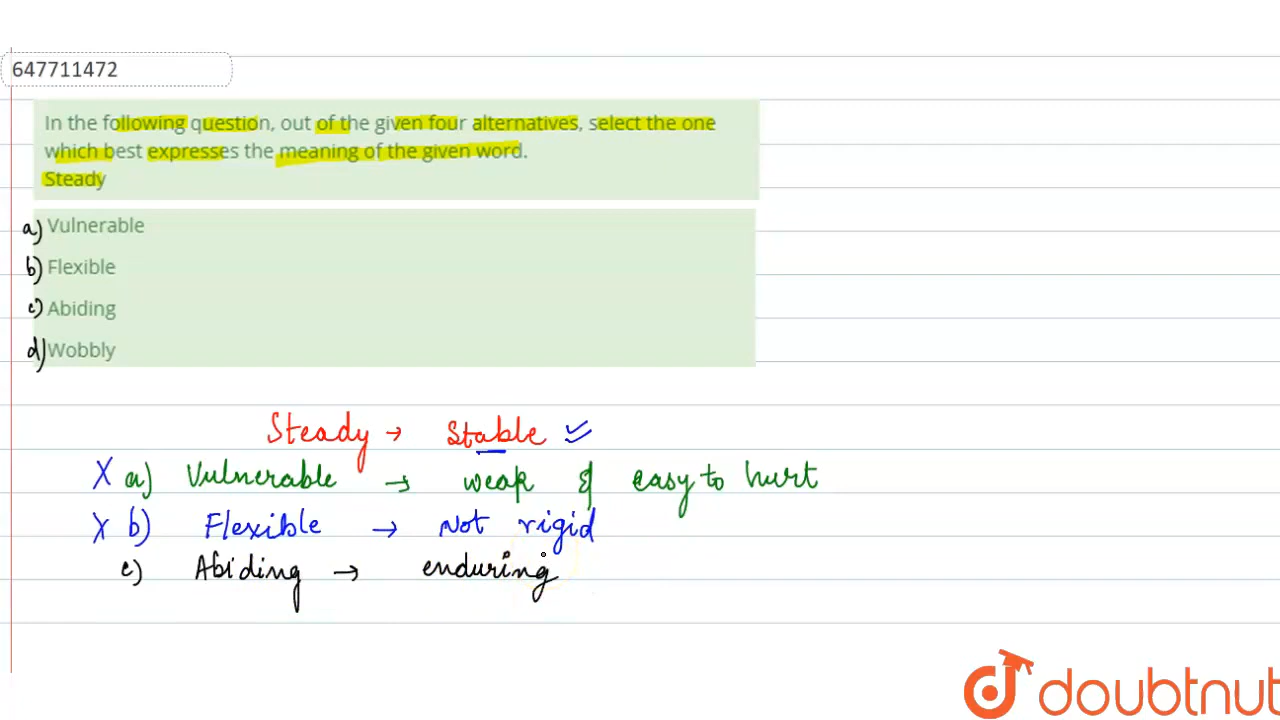 647711472
In the following question, out of the given four alternatives, select the one
which best expresses the meaning of the given word.
Steady
a) Vulnerable
b) Flexible
c) Abiding
d) Wobbly
Steady → Stable
X a) Vulnerable → weak & easy to hurt
X b) Flexible → Not rigid
c) Abiding → enduring
doubtnut